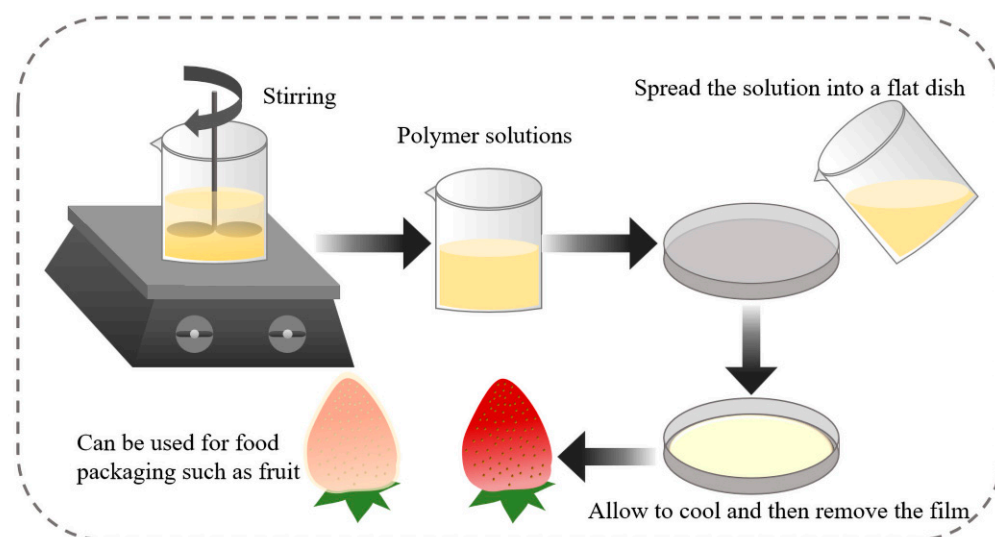 Stirring
Polymer solutions
Spread the solution into a flat dish
Can be used for food
packaging such as fruit
Allow to cool and then remove the film